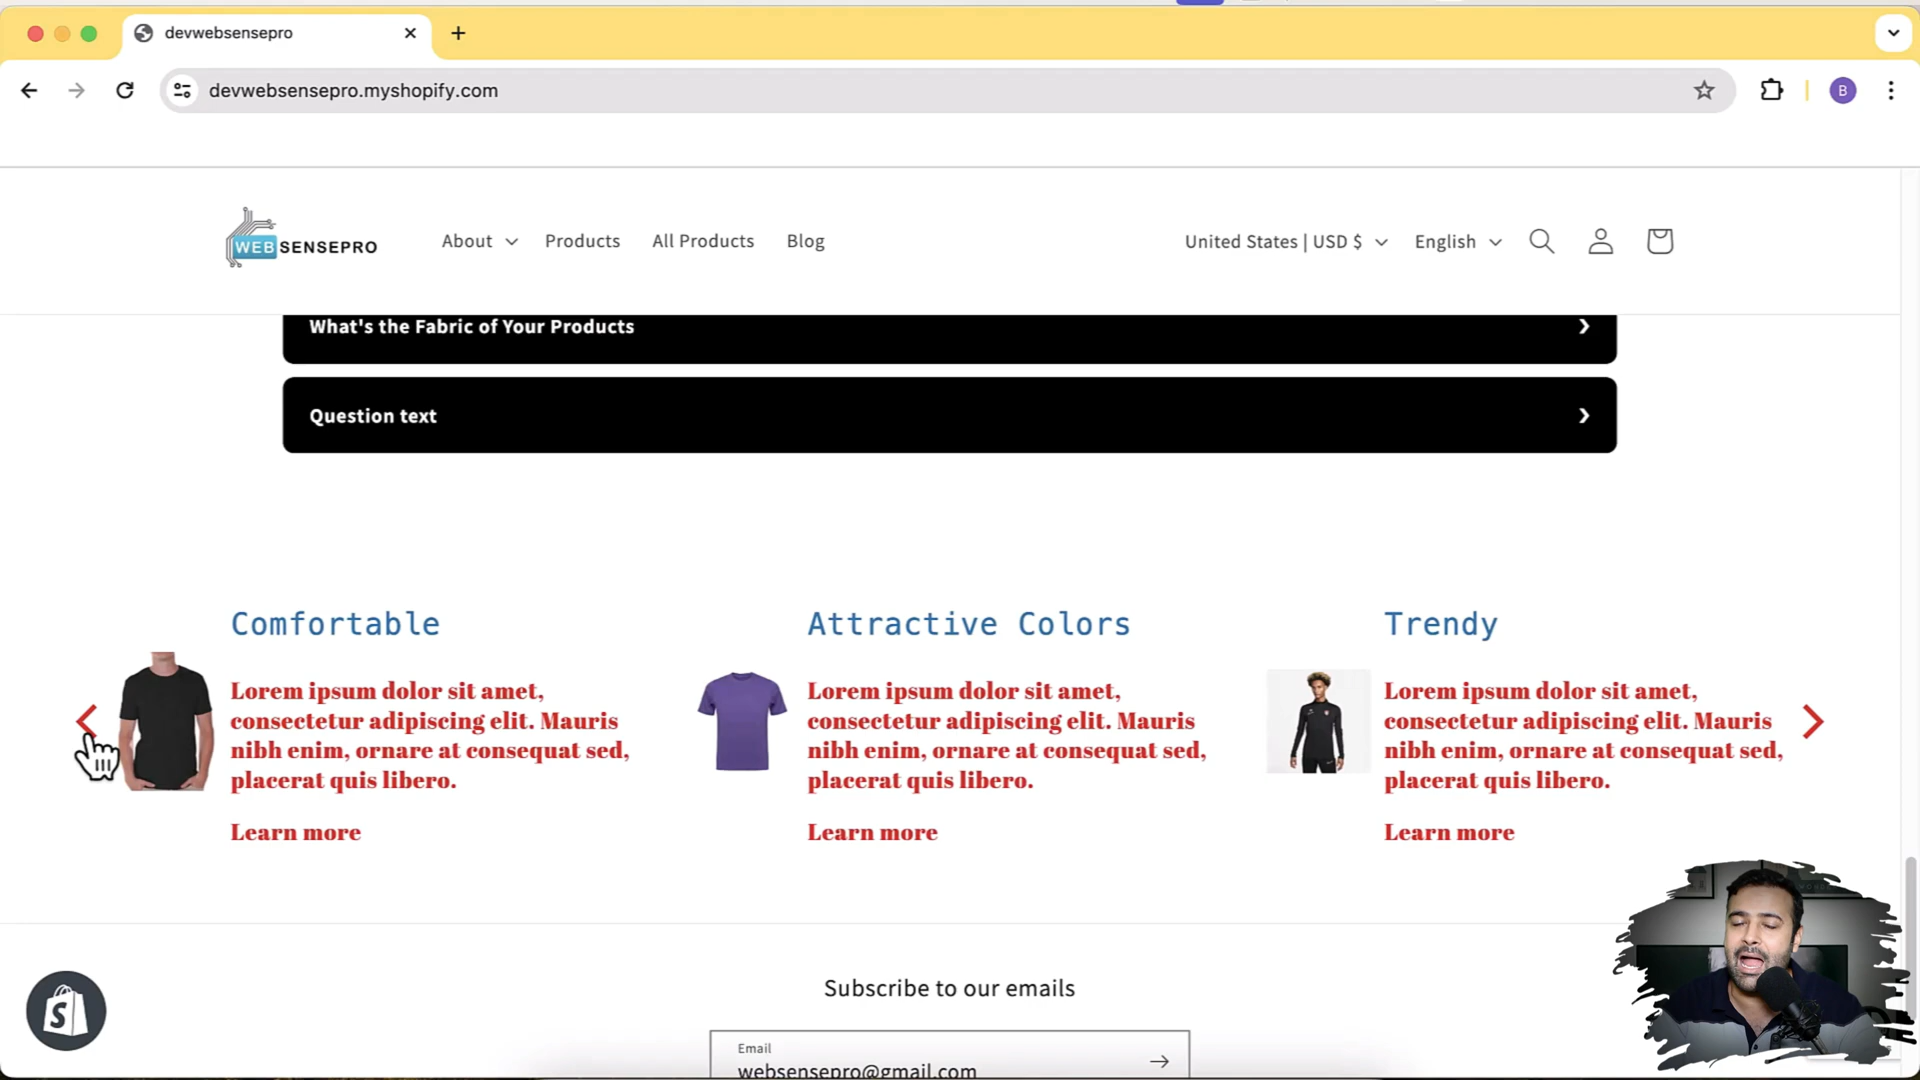 devwebsensepro
devwebsensepro.myshopify.com
B
WEBSENSEPRO
About
Products
All Products
Blog
United States | USD $
English
What's the Fabric of Your Products
Question text
Comfortable
Lorem ipsum dolor sit amet,
consectetur adipiscing elit. Mauris
nibh enim, ornare at consequat sed,
placerat quis libero.
Learn more
Attractive Colors
Lorem ipsum dolor sit amet,
consectetur adipiscing elit. Mauris
nibh enim, ornare at consequat sed,
placerat quis libero.
Learn more
Trendy
Lorem ipsum dolor sit amet,
consectetur adipiscing elit. Mauris
nibh enim, ornare at consequat sed,
placerat quis libero.
Learn more
Subscribe to our emails
Email
websensepro@gmail.com